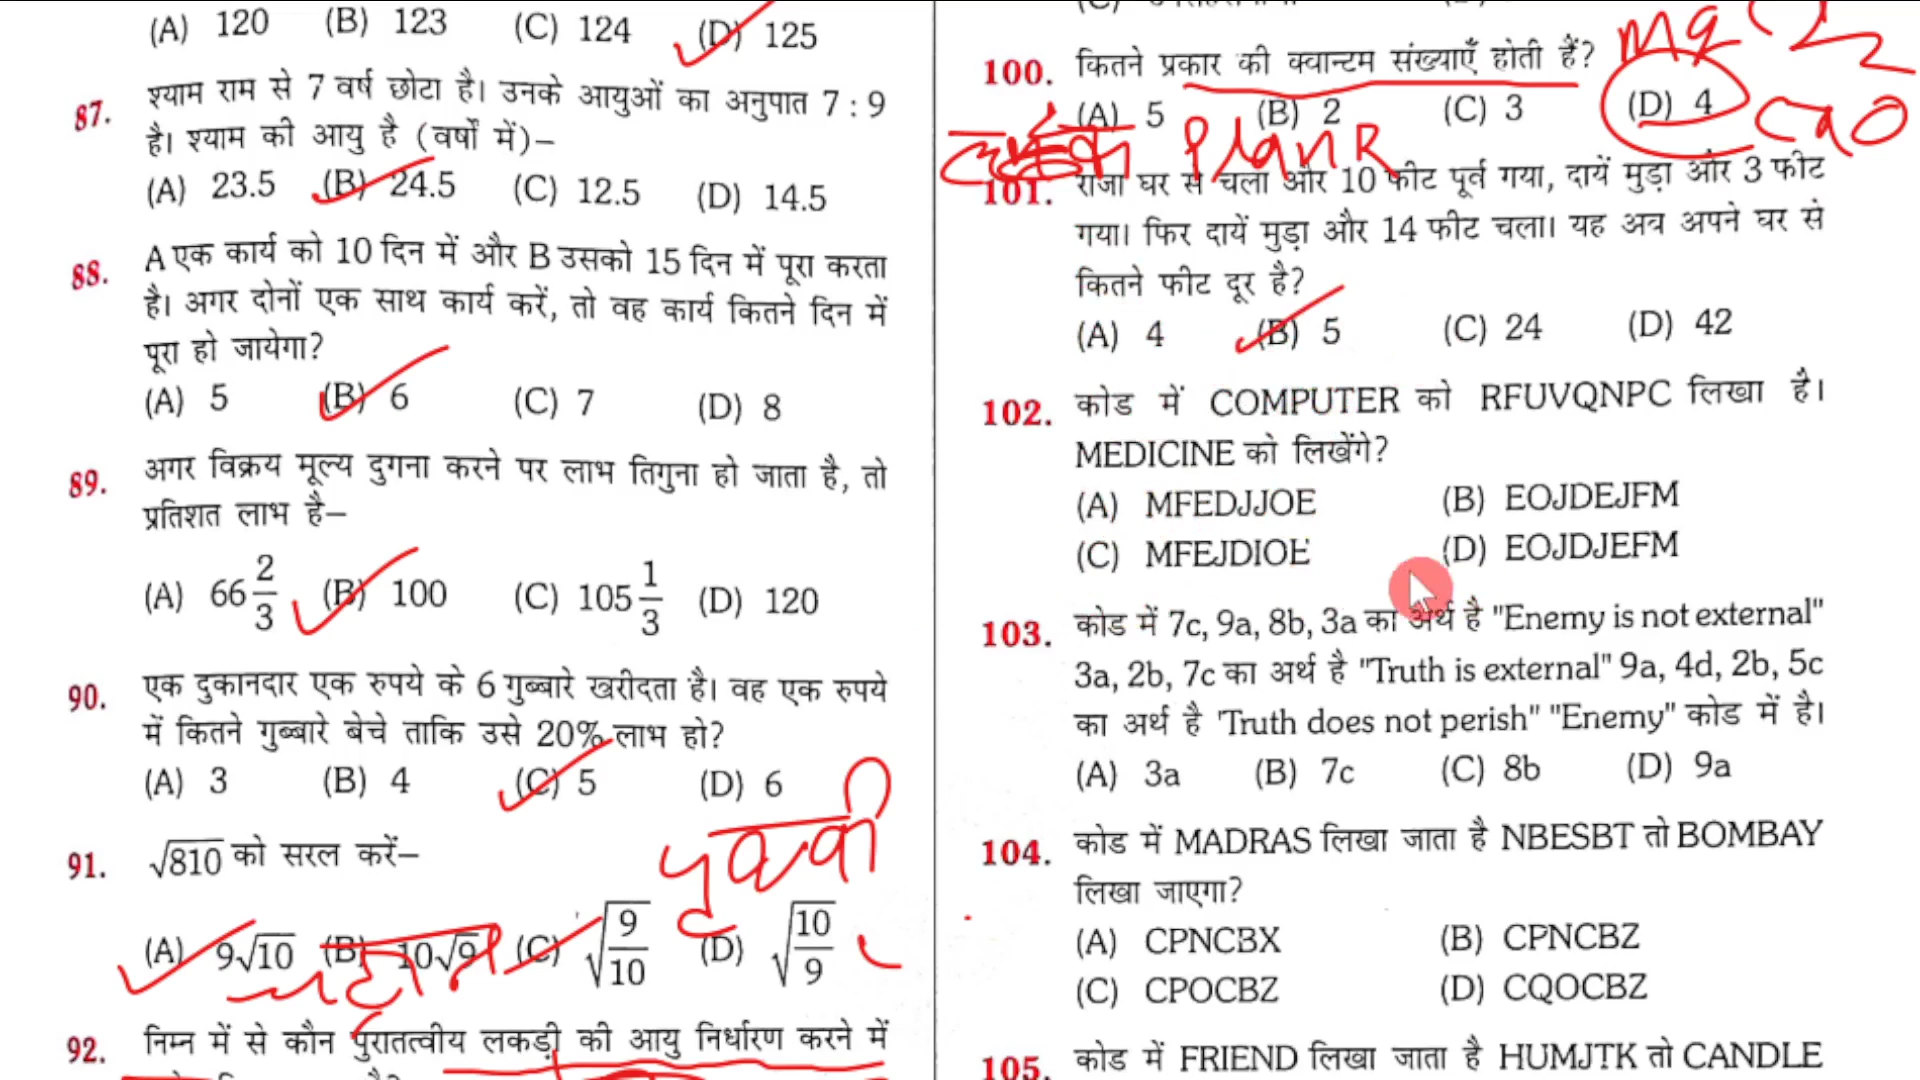 (A) 120 (B) 123 (C) 124 (D) 125
87. श्याम राम से 7 वर्ष छोटा है। उनके आयुओं का अनुपात 7 : 9
है। श्याम की आयु है (वर्षों में)–
(A) 23.5 (B) 24.5 (C) 12.5 (D) 14.5
88. A एक कार्य को 10 दिन में और B उसको 15 दिन में पूरा करता
है। अगर दोनों एक साथ कार्य करें, तो वह कार्य कितने दिन में
पूरा हो जायेगा?
(A) 5 (B) 6 (C) 7 (D) 8
89. अगर विक्रय मूल्य दुगना करने पर लाभ तिगुना हो जाता है, तो
प्रतिशत लाभ है–
(A) 66 2/3 (B) 100 (C) 105 1/3 (D) 120
90. एक दुकानदार एक रुपये के 6 गुब्बारे खरीदता है। वह एक रुपये
में कितने गुब्बारे बेचे ताकि उसे 20% लाभ हो?
(A) 3 (B) 4 (C) 5 (D) 6
91. √810 को सरल करें–
(A) 9√10 (B) 10√9 (C) √9/10 (D) √10/9
92. निम्न में से कौन पुरातत्वीय लकड़ी की आयु निर्धारण करने में
100. कितने प्रकार की क्वान्टम संख्याएँ होती हैं?
(A) 5 (B) 2 (C) 3 (D) 4
CaO
PlanR
101. राजा घर से चला और 10 फीट पूर्व गया, दायें मुड़ा और 3 फीट
गया। फिर दायें मुड़ा और 14 फीट चला। यह अब अपने घर से
कितने फीट दूर है?
(A) 4 (B) 5 (C) 24 (D) 42
102. कोड में COMPUTER को RFUVQNPC लिखा है।
MEDICINE को लिखेंगे?
(A) MFEDJJOE (B) EOJDEJFM
(C) MFEJDIOE (D) EOJDJEFM
103. कोड में 7c, 9a, 8b, 3a का अर्थ है "Enemy is not external"
3a, 2b, 7c का अर्थ है "Truth is external" 9a, 4d, 2b, 5c
का अर्थ है 'Truth does not perish" "Enemy" कोड में है।
(A) 3a (B) 7c (C) 8b (D) 9a
104. कोड में MADRAS लिखा जाता है NBESBT तो BOMBAY
लिखा जाएगा?
(A) CPNCBX (B) CPNCBZ
(C) CPOCBZ (D) CQOCBZ
105. कोड में FRIEND लिखा जाता है HUMJTK तो CANDLE